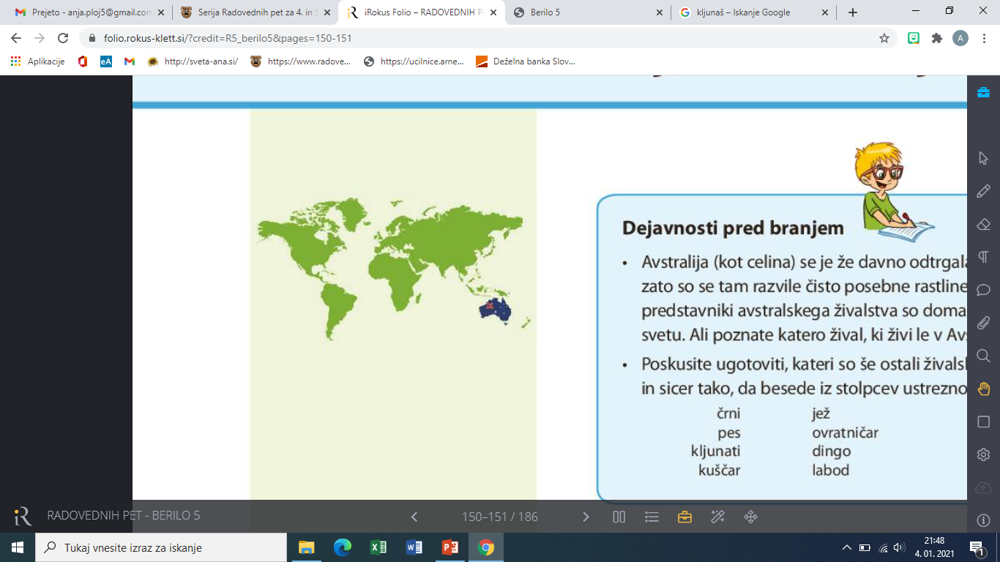 Prejeto - anja.ploj5@gmail.com
Serija Radovednih pet za 4. in 5
iRokus Folio – RADOVEDNIH P
Berilo 5
kljunaš – Iskanje Google
folio.rokus-klett.si/?credit=R5_berilo5&pages=150-151
A
Aplikacije
eA
http://sveta-ana.si/
https://www.radove...
https://ucilnice.arne...
Deželna banka Slov...
Dejavnosti pred branjem
• Avstralija (kot celina) se je že davno odtrgala
zato so se tam razvile čisto posebne rastline
predstavniki avstralskega živalstva so doma
svetu. Ali poznate katero žival, ki živi le v Avs
• Poskusite ugotoviti, kateri so še ostali živalsk
in sicer tako, da besede iz stolpcev ustrezno
črni jež
pes ovratničar
kljunati dingo
kuščar labod
iR RADOVEDNIH PET - BERILO 5
150–151 / 186
Tukaj vnesite izraz za iskanje
21:48
4. 01. 2021
1